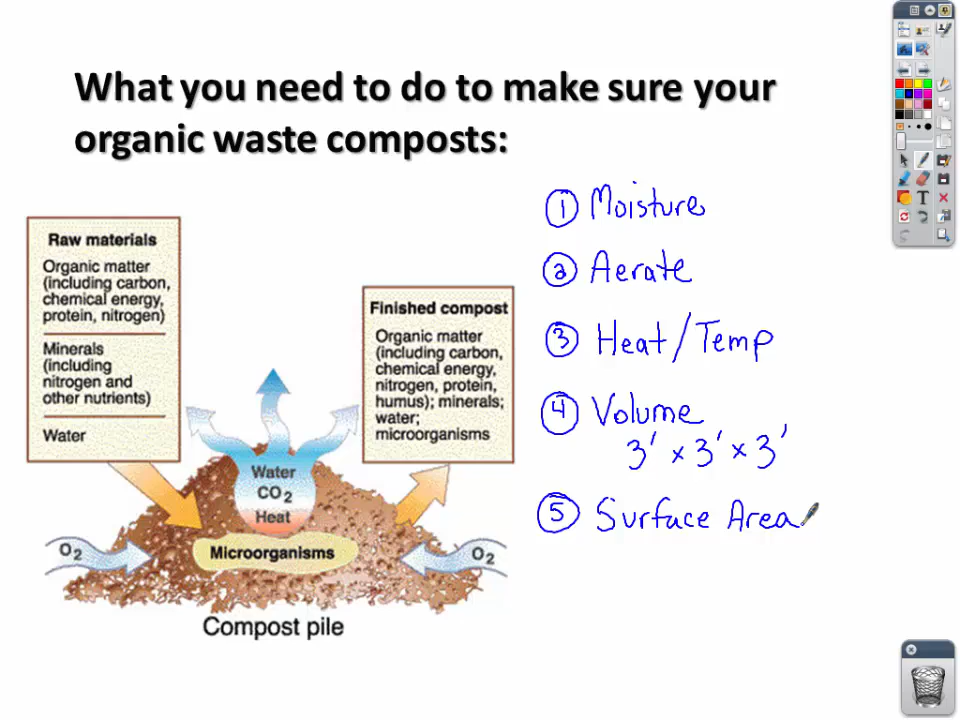 What you need to do to make sure your
organic waste composts:
Raw materials
Organic matter
(including carbon,
chemical energy,
protein, nitrogen)
Minerals
(including
nitrogen and
other nutrients)
Water
Finished compost
Organic matter
(including carbon,
chemical energy,
nitrogen, protein,
humus); minerals;
water;
microorganisms
Water
CO2
Heat
Microorganisms
O2
O2
Compost pile
1 Moisture
2 Aerate
3 Heat/Temp
4 Volume
3' x 3' x 3'
5 Surface Area
T